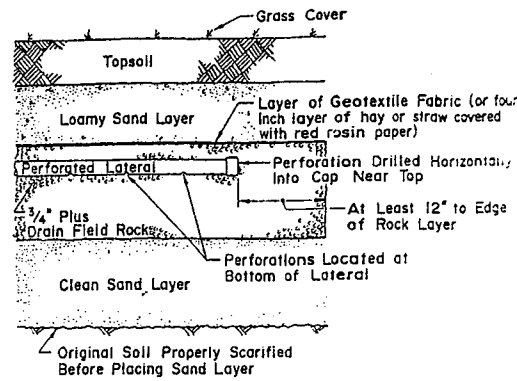 Grass Cover
Topsoil
Loamy Sand Layer
Layer of Geotextile Fabric (or four
inch layer of hay or straw covered
with red rosin paper)
Perforated Lateral
Perforation Drilled Horizontally
Into Cap Near Top
3/4" Plus
Drain Field Rock
At Least 12" to Edge
of Rock Layer
Perforations Located at
Bottom of Lateral
Clean Sand Layer
Original Soil Properly Scarified
Before Placing Sand Layer